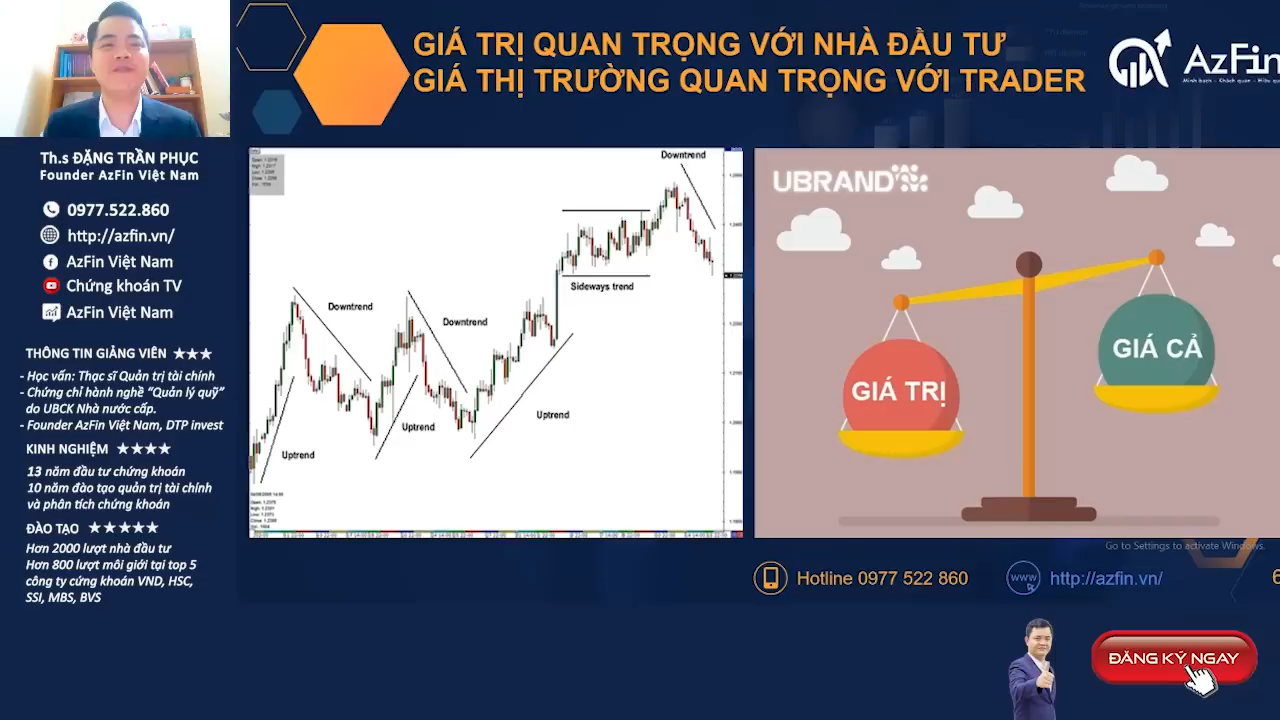 GIÁ TRỊ QUAN TRỌNG VỚI NHÀ ĐẦU TƯ
GIÁ THỊ TRƯỜNG QUAN TRỌNG VỚI TRADER
AzFin
Th.s ĐẶNG TRẦN PHỤC
Founder AzFin Việt Nam
0977.522.860
http://azfin.vn/
AzFin Việt Nam
Chứng khoán TV
AzFin Việt Nam
THÔNG TIN GIẢNG VIÊN ★★★
- Học vấn: Thạc sĩ Quản trị tài chính
- Chứng chỉ hành nghề “Quản lý quỹ”
do UBCK Nhà nước cấp.
- Founder AzFin Việt Nam, DTP invest
KINH NGHIỆM ★★★★
13 năm đầu tư chứng khoán
10 năm đào tạo quản trị tài chính
và phân tích chứng khoán
ĐÀO TẠO ★★★★★
Hơn 2000 lượt nhà đầu tư
Hơn 800 lượt môi giới tại top 5
công ty cứng khoán VND, HSC,
SSI, MBS, BVS
Downtrend
Sideways trend
Downtrend
Downtrend
Uptrend
Uptrend
Uptrend
UBRAND
GIÁ TRỊ
GIÁ CẢ
Go to Settings to activate Windows.
Hotline 0977 522 860
www
http://azfin.vn/
ĐĂNG KÝ NGAY